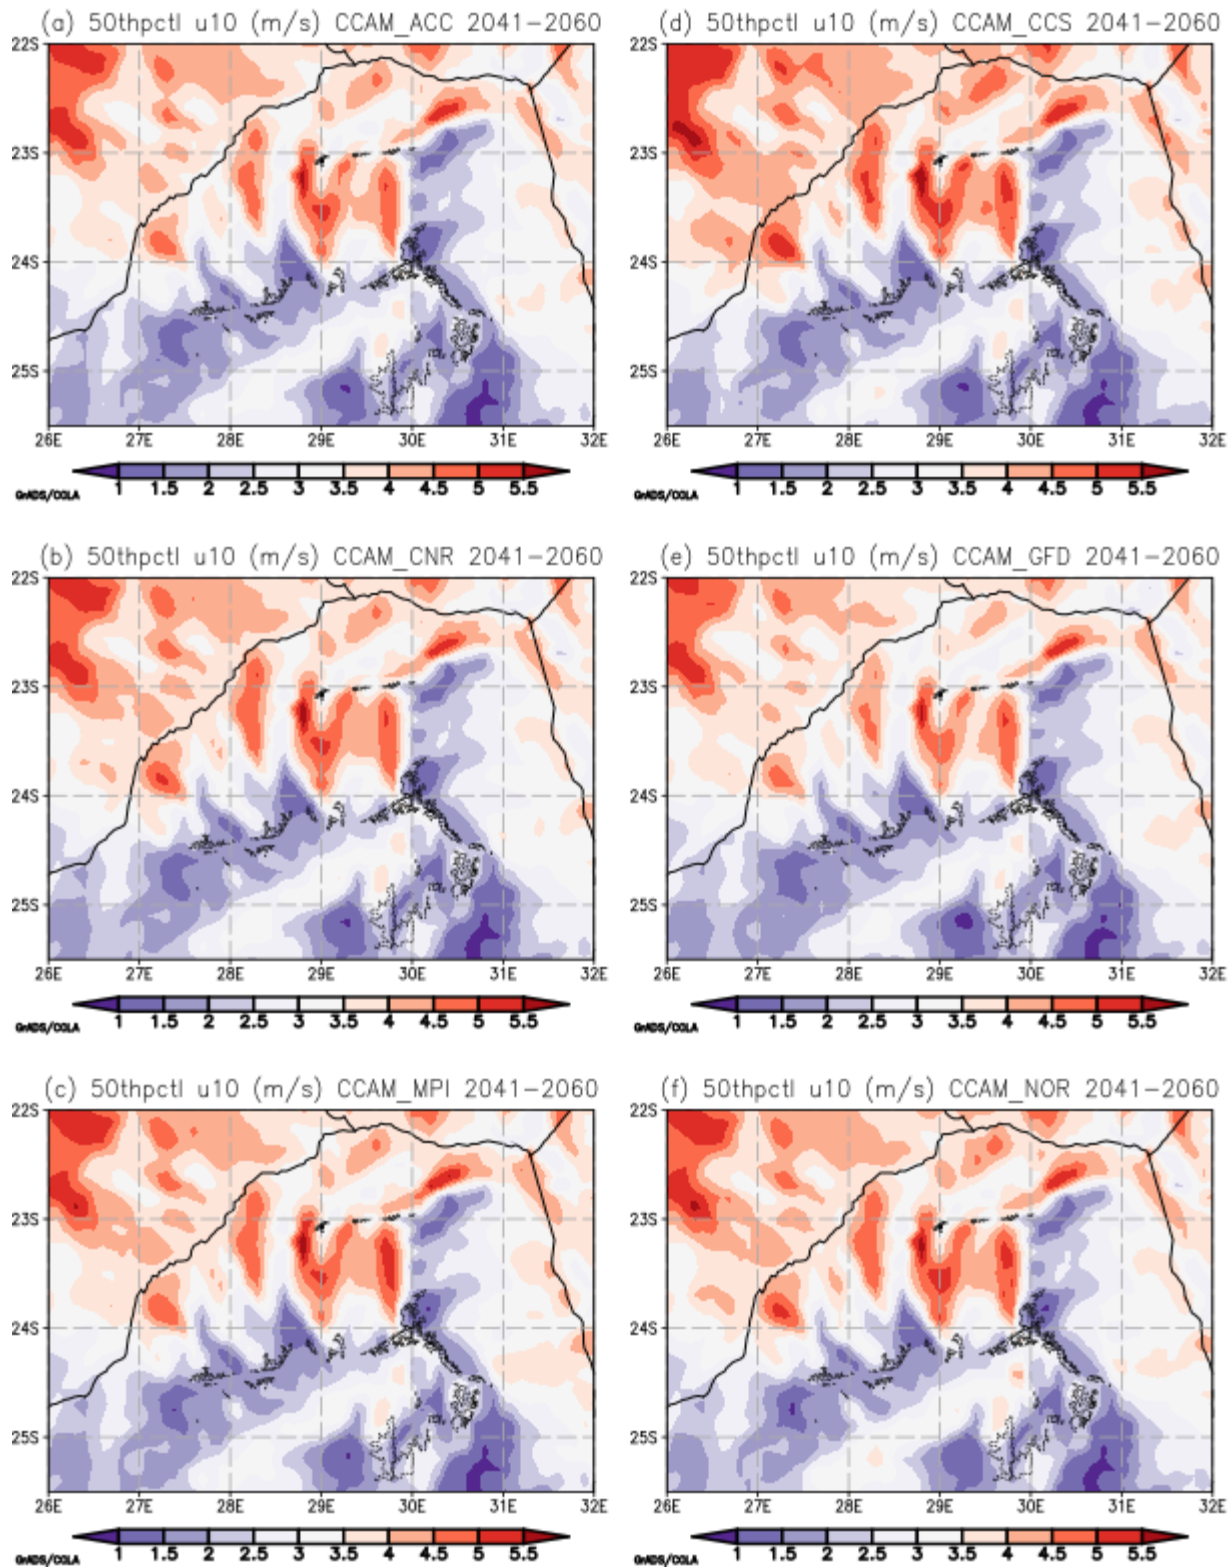 (a) 50thpctl u10 (m/s) CCAM_ACC 2041-2060
22S
23S
24S
25S
26E 27E 28E 29E 30E 31E 32E
1 1.5 2 2.5 3 3.5 4 4.5 5 5.5
GrADS/COLA
(d) 50thpctl u10 (m/s) CCAM_CCS 2041-2060
22S
23S
24S
25S
26E 27E 28E 29E 30E 31E 32E
1 1.5 2 2.5 3 3.5 4 4.5 5 5.5
GrADS/COLA
(b) 50thpctl u10 (m/s) CCAM_CNR 2041-2060
22S
23S
24S
25S
26E 27E 28E 29E 30E 31E 32E
1 1.5 2 2.5 3 3.5 4 4.5 5 5.5
GrADS/COLA
(e) 50thpctl u10 (m/s) CCAM_GFD 2041-2060
22S
23S
24S
25S
26E 27E 28E 29E 30E 31E 32E
1 1.5 2 2.5 3 3.5 4 4.5 5 5.5
GrADS/COLA
(c) 50thpctl u10 (m/s) CCAM_MPI 2041-2060
22S
23S
24S
25S
26E 27E 28E 29E 30E 31E 32E
1 1.5 2 2.5 3 3.5 4 4.5 5 5.5
GrADS/COLA
(f) 50thpctl u10 (m/s) CCAM_NOR 2041-2060
22S
23S
24S
25S
26E 27E 28E 29E 30E 31E 32E
1 1.5 2 2.5 3 3.5 4 4.5 5 5.5
GrADS/COLA